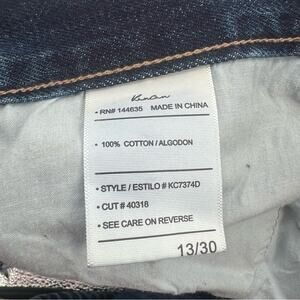 KanCan
• RN# 144635 MADE IN CHINA
• 100% COTTON / ALGODON
• STYLE / ESTILO # KC7374D
• CUT # 40318
• SEE CARE ON REVERSE
13/30